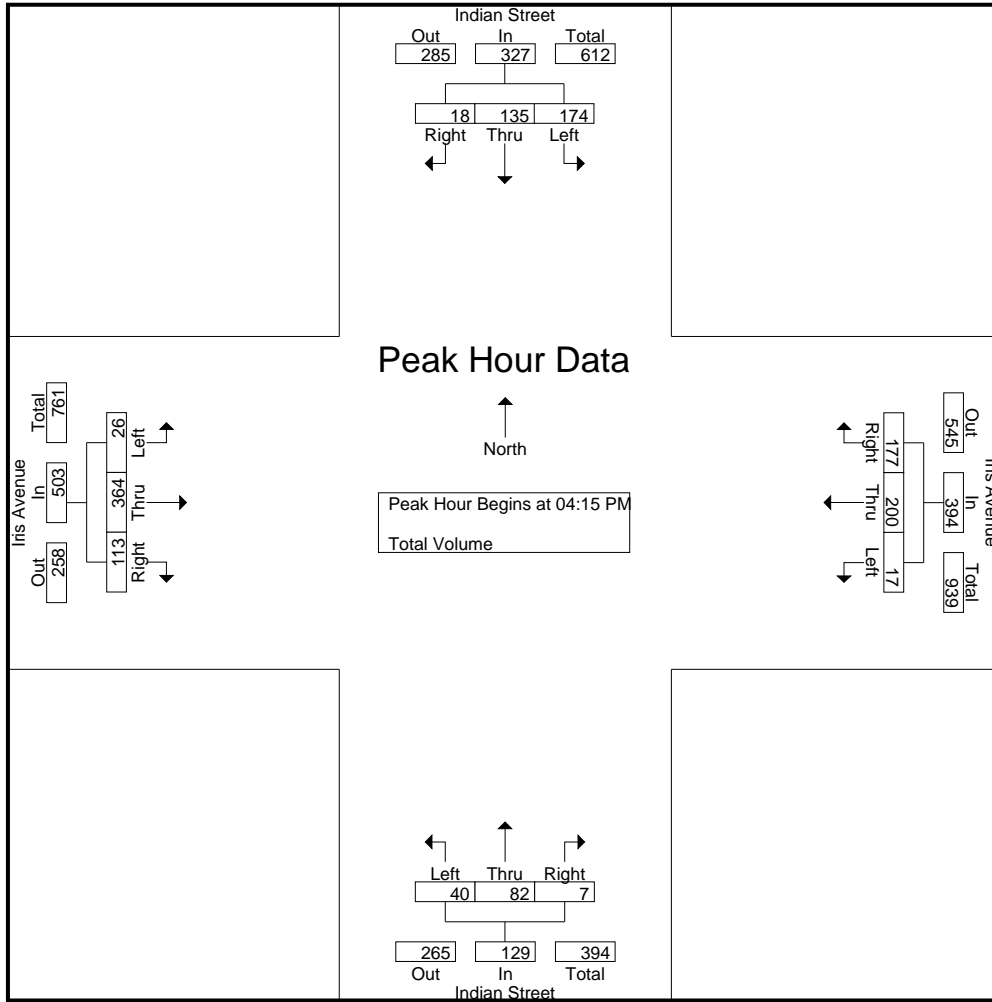 Indian Street
Out In Total
285 327 612
18 135 174
Right Thru Left
Peak Hour Data
North
Peak Hour Begins at 04:15 PM
Total Volume
Iris Avenue
Total In Out
761 503 258
26 364 113
Left Thru Right
Iris Avenue
Out In Total
545 394 939
177 200 17
Right Thru Left
Left Thru Right
40 82 7
265 129 394
Out In Total
Indian Street